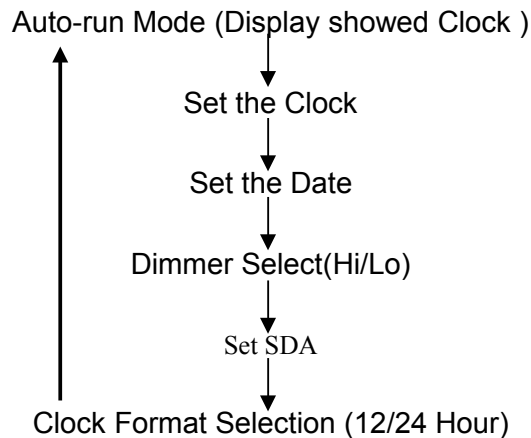 Auto-run Mode (Display showed Clock )
Set the Clock
Set the Date
Dimmer Select(Hi/Lo)
Set SDA
Clock Format Selection (12/24 Hour)